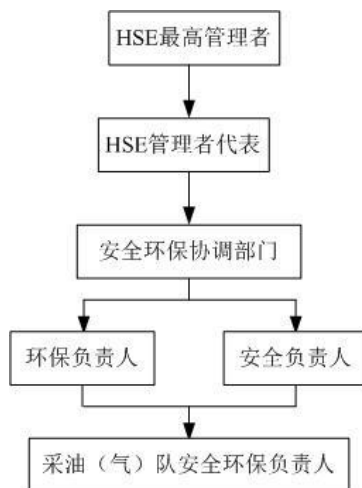 HSE最高管理者
HSE管理者代表
安全环保协调部门
环保负责人
安全负责人
采油（气）队安全环保负责人